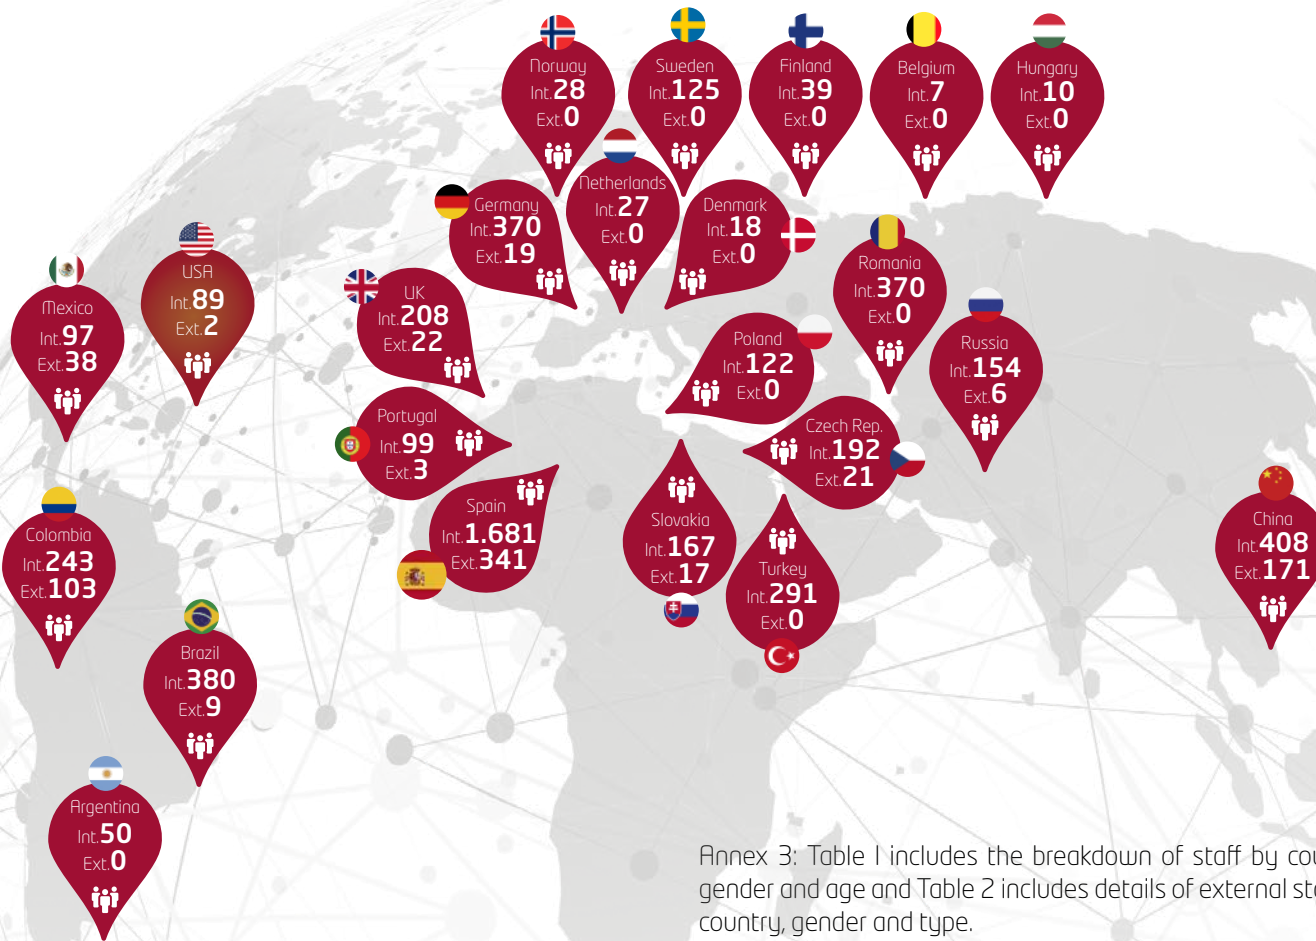 Norway
Int.28
Ext.0
Sweden
Int.125
Ext.0
Finland
Int.39
Ext.0
Belgium
Int.7
Ext.0
Hungary
Int.10
Ext.0
Netherlands
Int.27
Ext.0
Germany
Int.370
Ext.19
Denmark
Int.18
Ext.0
Romania
Int.370
Ext.0
USA
Int.89
Ext.2
Mexico
Int.97
Ext.38
UK
Int.208
Ext.22
Poland
Int.122
Ext.0
Russia
Int.154
Ext.6
Portugal
Int.99
Ext.3
Czech Rep.
Int.192
Ext.21
Spain
Int.1.681
Ext.341
Slovakia
Int.167
Ext.17
Turkey
Int.291
Ext.0
China
Int.408
Ext.171
Colombia
Int.243
Ext.103
Brazil
Int.380
Ext.9
Argentina
Int.50
Ext.0
Annex 3: Table I includes the breakdown of staff by
gender and age and Table 2 includes details of external
country, gender and type.